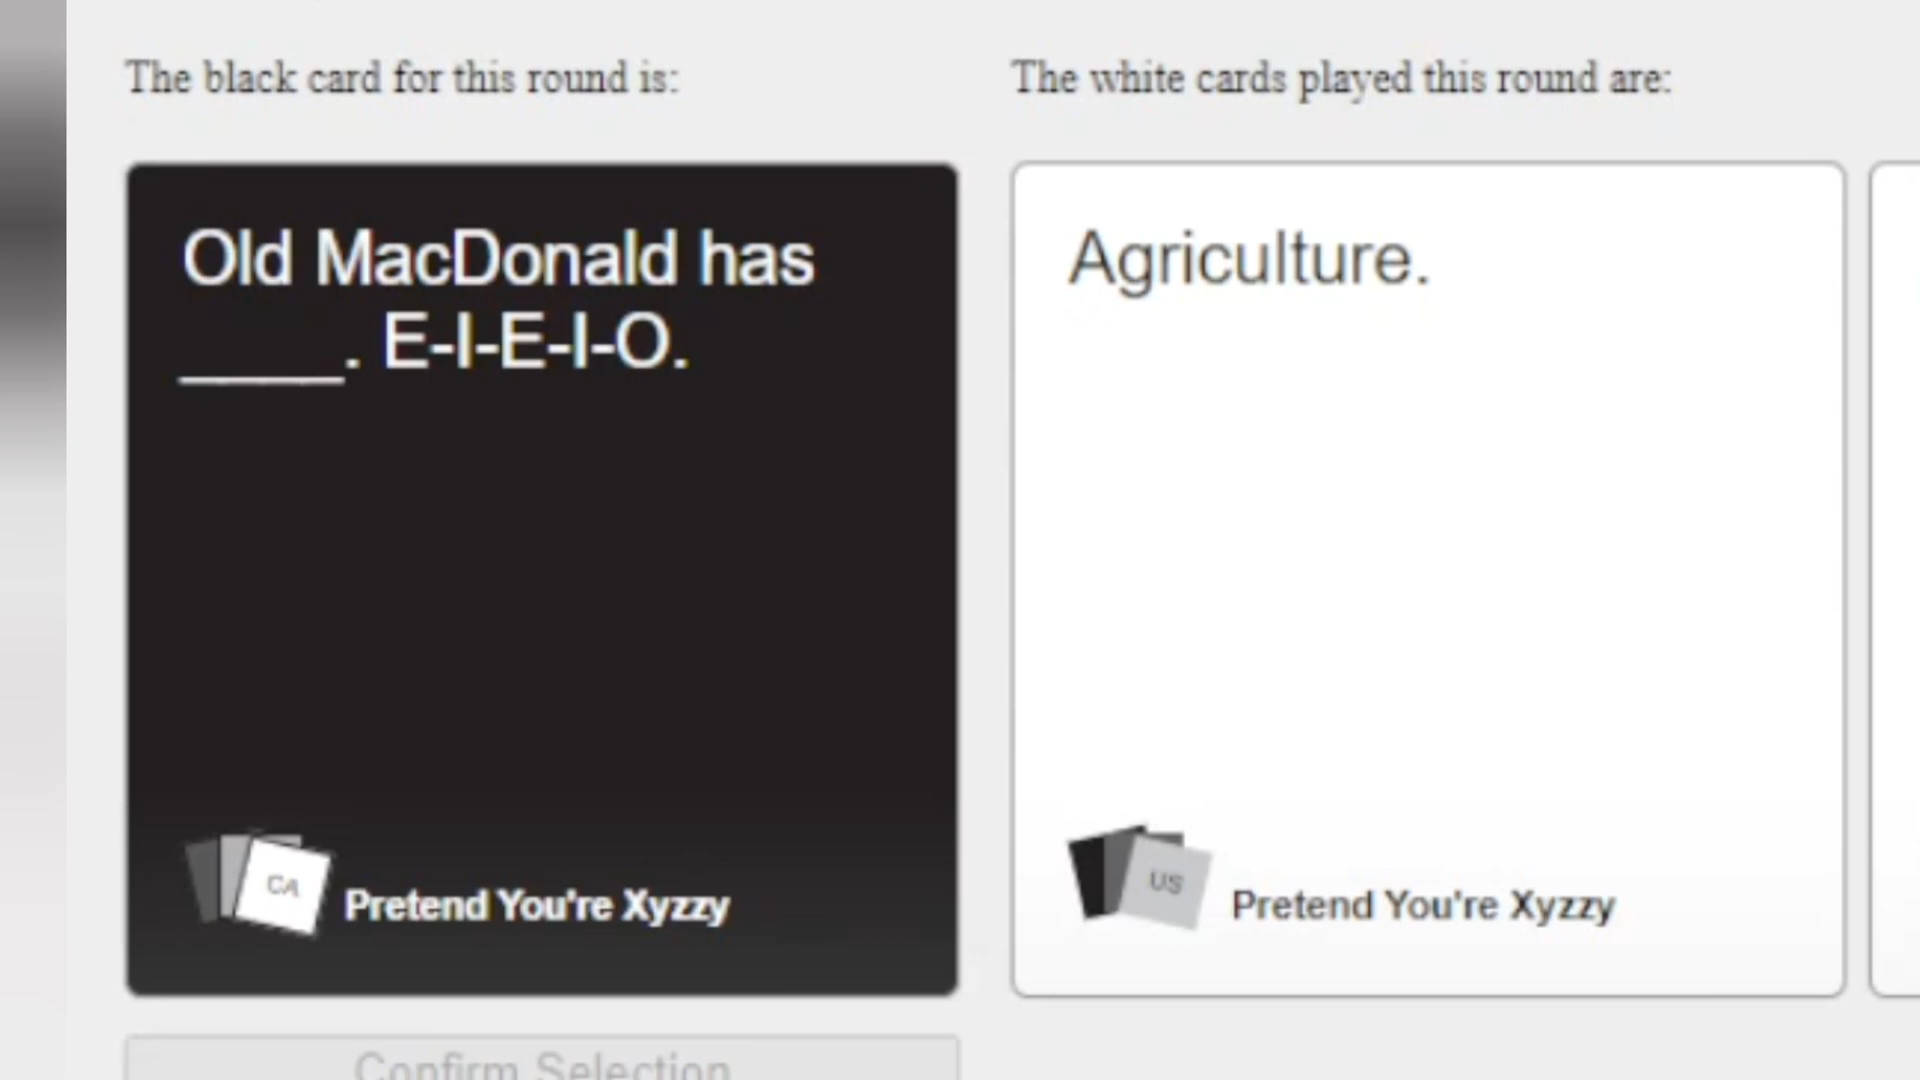 The black card for this round is:
The white cards played this round are:
Old MacDonald has
____. E-I-E-I-O.
CA
Pretend You're Xyzzy
Agriculture.
US
Pretend You're Xyzzy
Confirm Selection